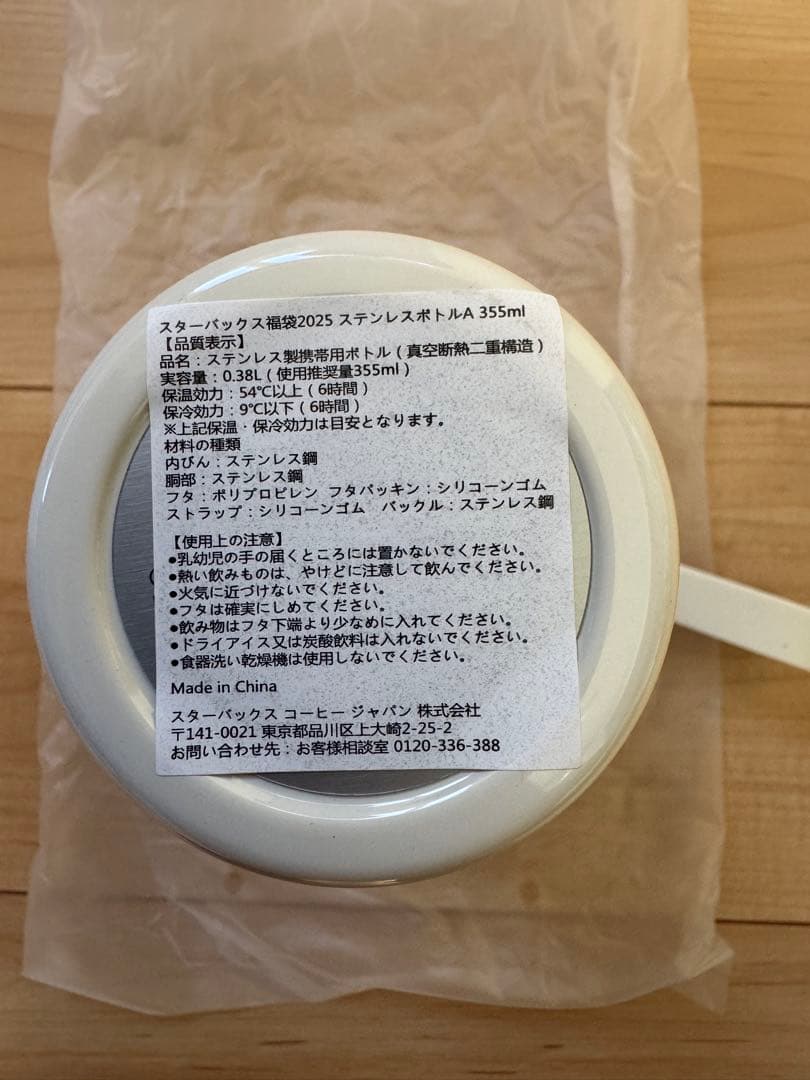 スターバックス福袋2025 ステンレスボトルA 355ml
【品質表示】
品名：ステンレス製携帯用ボトル（真空断熱二重構造）
実容量：0.38L（使用推奨量355ml）
保温効力：54℃以上（6時間）
保冷効力：9℃以下（6時間）
※上記保温・保冷効力は目安となります。
材料の種類
内びん：ステンレス鋼
胴部：ステンレス鋼
フタ：ポリプロピレン フタパッキン：シリコーンゴム
ストラップ：シリコーンゴム バックル：ステンレス鋼
【使用上の注意】
●乳幼児の手の届くところには置かないでください。
●熱い飲みものは、やけどに注意して飲んでください。
●火気に近づけないでください。
●フタは確実にしめてください。
●飲み物はフタ下端より少なめに入れてください。
●ドライアイス又は炭酸飲料は入れないでください。
●食器洗い乾燥機は使用しないでください。
Made in China
スターバックス コーヒー ジャパン 株式会社
〒141-0021 東京都品川区上大崎2-25-2
お問い合わせ先：お客様相談室 0120-336-388